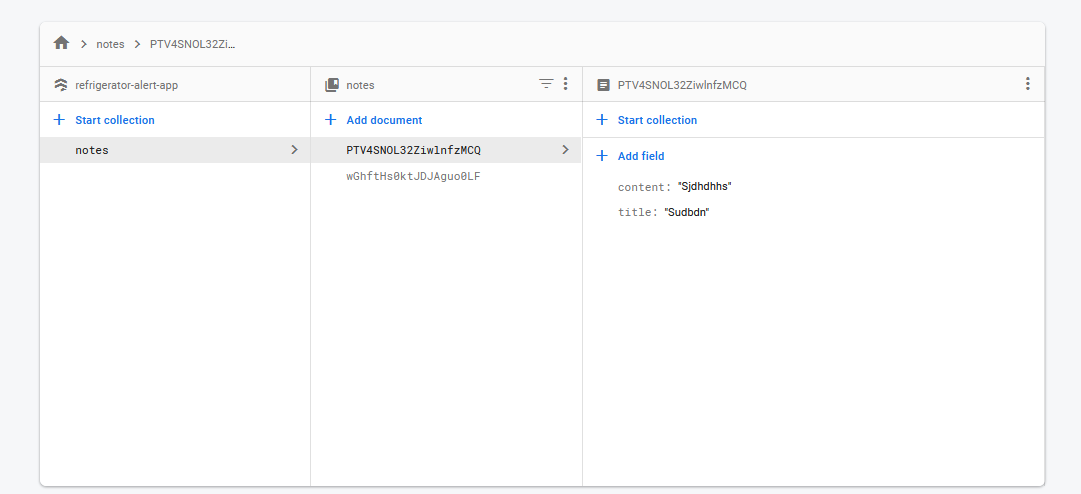 notes
PTV4SNOL32Zi…
refrigerator-alert-app
Start collection
notes
notes
Add document
PTV4SNOL32ZiwlnfzMCQ
wGhftHs0ktJDJAguo0LF
PTV4SNOL32ZiwlnfzMCQ
Start collection
Add field
content: "Sjdhdhhs"
title: "Sudbdn"